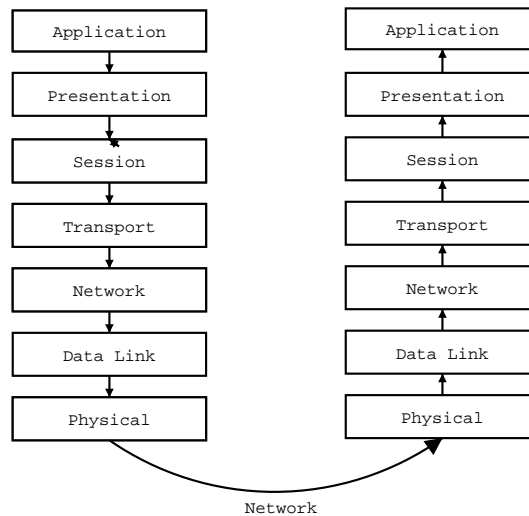 Application
Presentation
Session
Transport
Network
Data Link
Physical
Application
Presentation
Session
Transport
Network
Data Link
Physical
Network